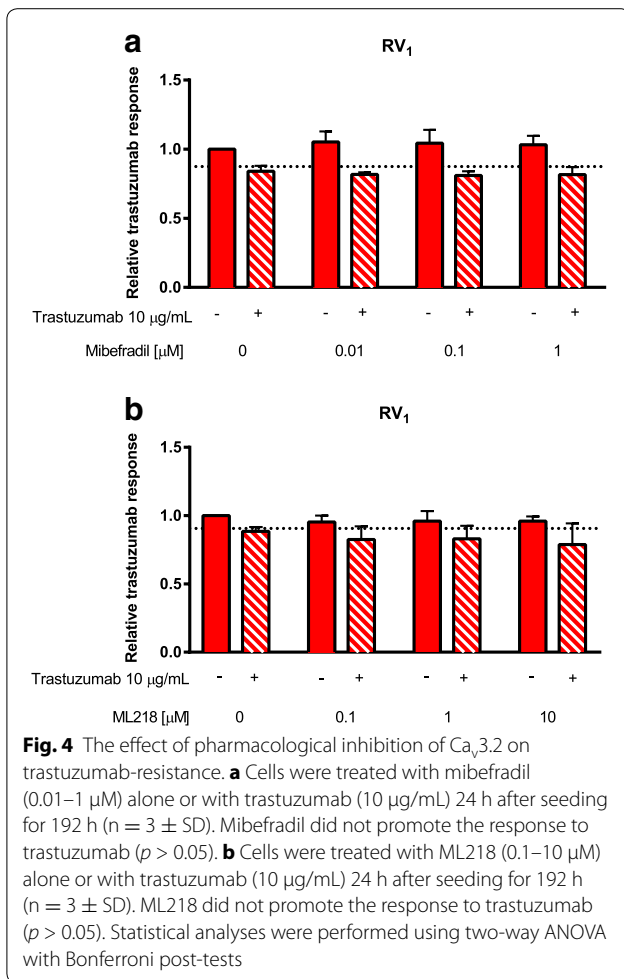 a
RV₁
Relative trastuzumab response
1.5
1.0
0.5
0.0
Trastuzumab 10 μg/mL - + - + - + - +
Mibefradil [μM] 0 0.01 0.1 1
b
RV₁
Relative trastuzumab response
1.5
1.0
0.5
0.0
Trastuzumab 10 μg/mL - + - + - + - +
ML218 [μM] 0 0.1 1 10
Fig. 4 The effect of pharmacological inhibition of Caᵥ3.2 on
trastuzumab-resistance. a Cells were treated with mibefradil
(0.01–1 μM) alone or with trastuzumab (10 μg/mL) 24 h after seeding
for 192 h (n = 3 ± SD). Mibefradil did not promote the response to
trastuzumab (p > 0.05). b Cells were treated with ML218 (0.1–10 μM)
alone or with trastuzumab (10 μg/mL) 24 h after seeding for 192 h
(n = 3 ± SD). ML218 did not promote the response to trastuzumab
(p > 0.05). Statistical analyses were performed using two-way ANOVA
with Bonferroni post-tests